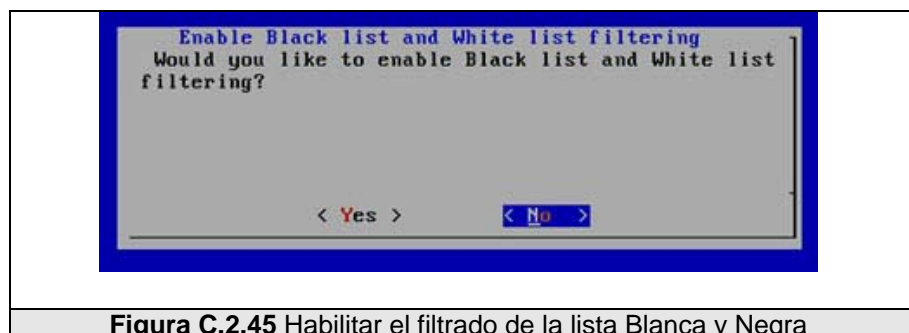 Enable Black list and White list filtering
Would you like to enable Black list and White list
filtering?
< Yes > < No >
Figura C.2.45 Habilitar el filtrado de la lista Blanca y Negra